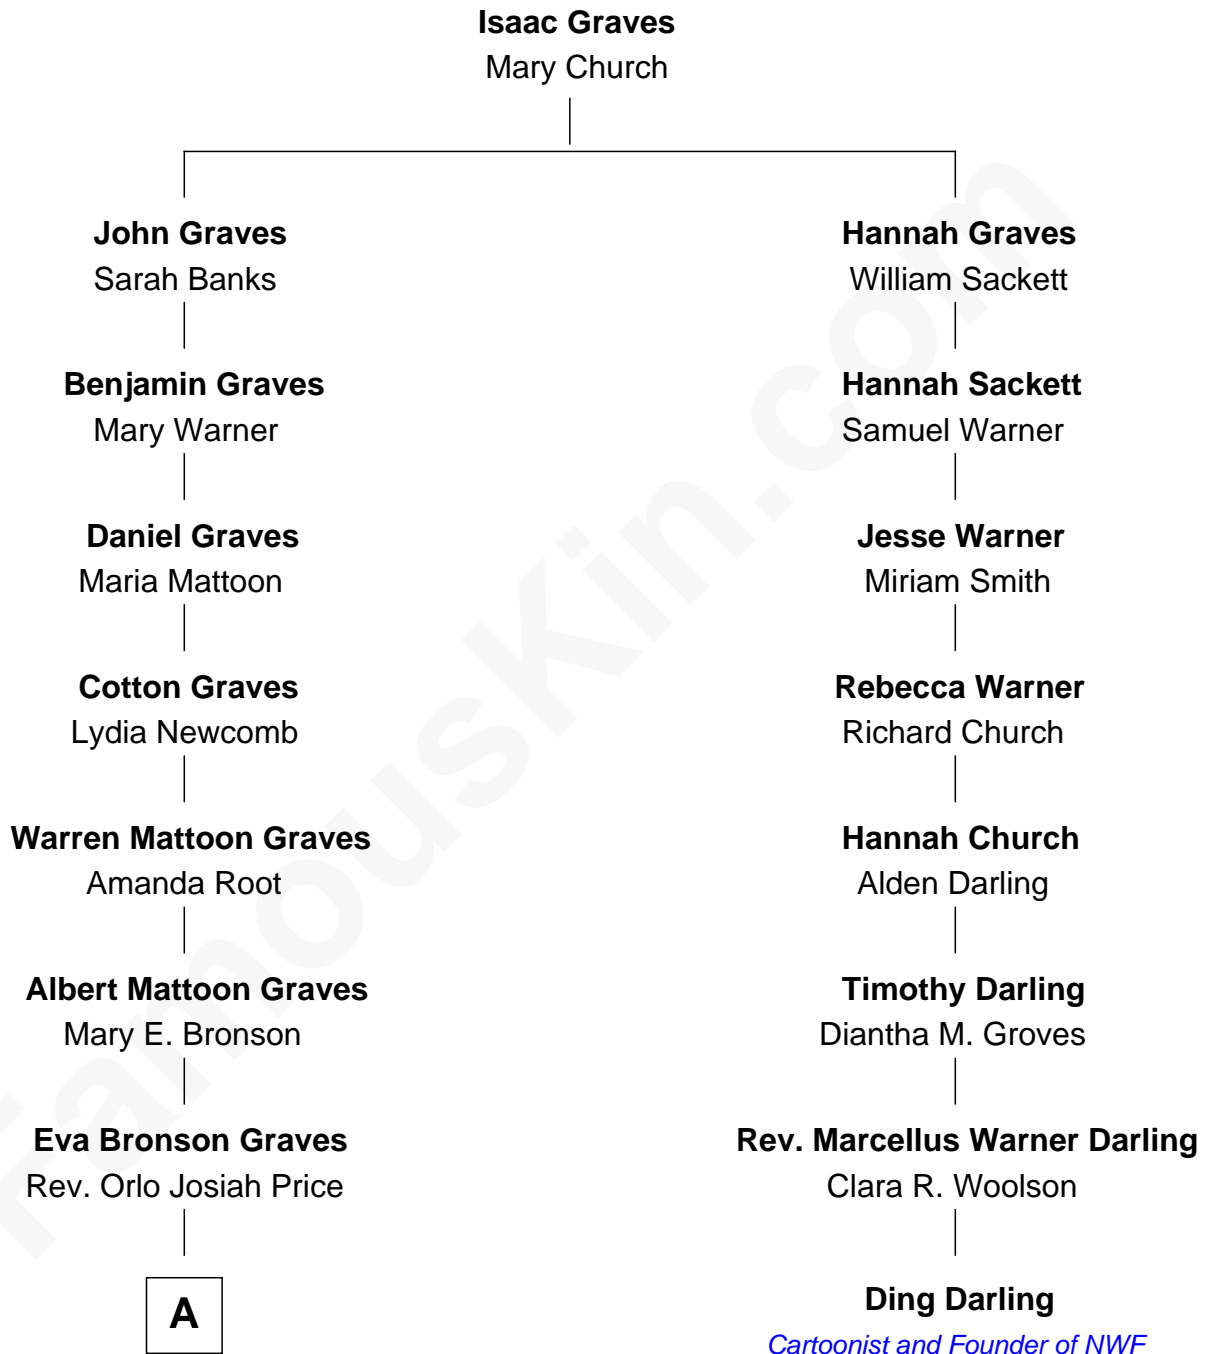 Isaac Graves
Mary Church
John Graves
Sarah Banks
Hannah Graves
William Sackett
Benjamin Graves
Mary Warner
Hannah Sackett
Samuel Warner
Daniel Graves
Maria Mattoon
Jesse Warner
Miriam Smith
Cotton Graves
Lydia Newcomb
Rebecca Warner
Richard Church
Warren Mattoon Graves
Amanda Root
Hannah Church
Alden Darling
Albert Mattoon Graves
Mary E. Bronson
Timothy Darling
Diantha M. Groves
Eva Bronson Graves
Rev. Orlo Josiah Price
Rev. Marcellus Warner Darling
Clara R. Woolson
A
Ding Darling
Cartoonist and Founder of NWF
FamousKin.com